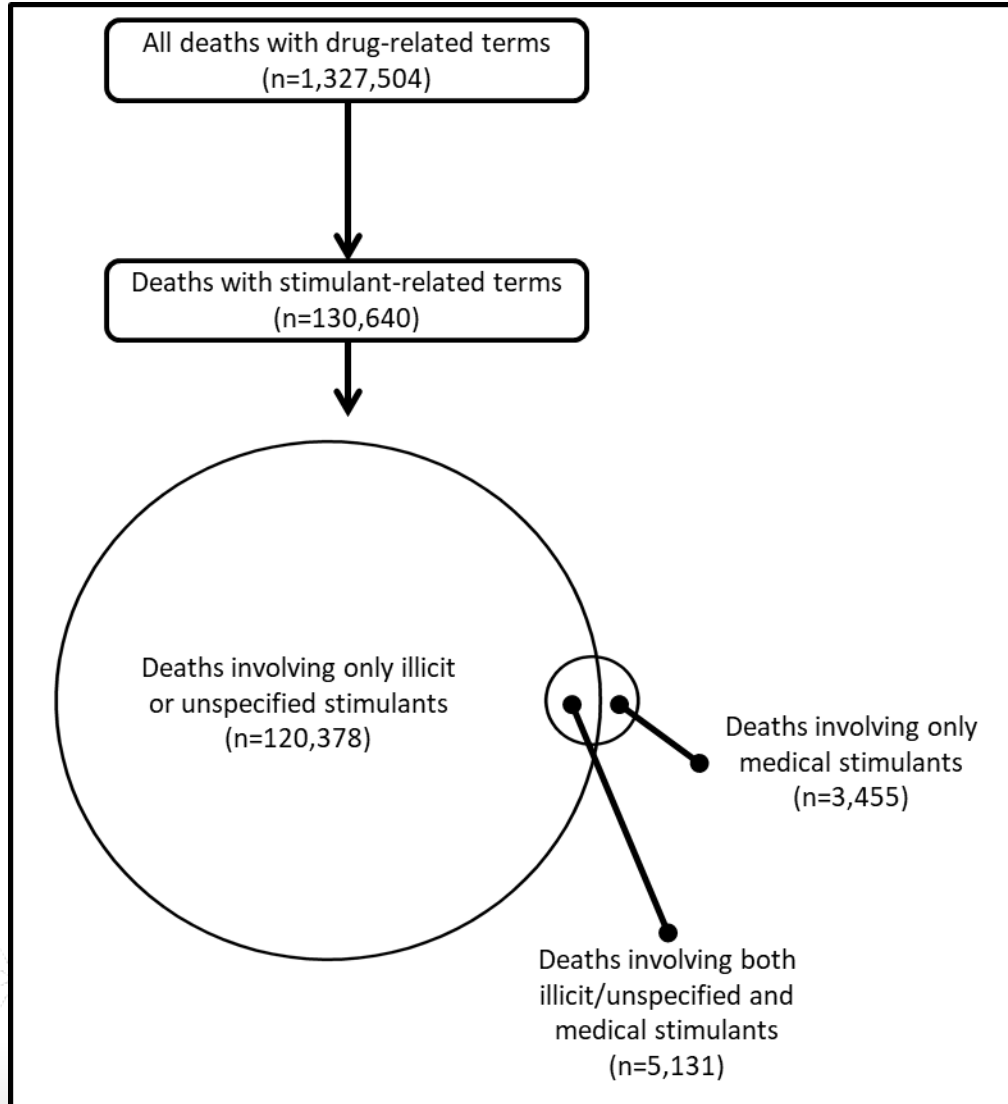 All deaths with drug-related terms
(n=1,327,504)
Deaths with stimulant-related terms
(n=130,640)
Deaths involving only illicit
or unspecified stimulants
(n=120,378)
Deaths involving only
medical stimulants
(n=3,455)
Deaths involving both
illicit/unspecified and
medical stimulants
(n=5,131)